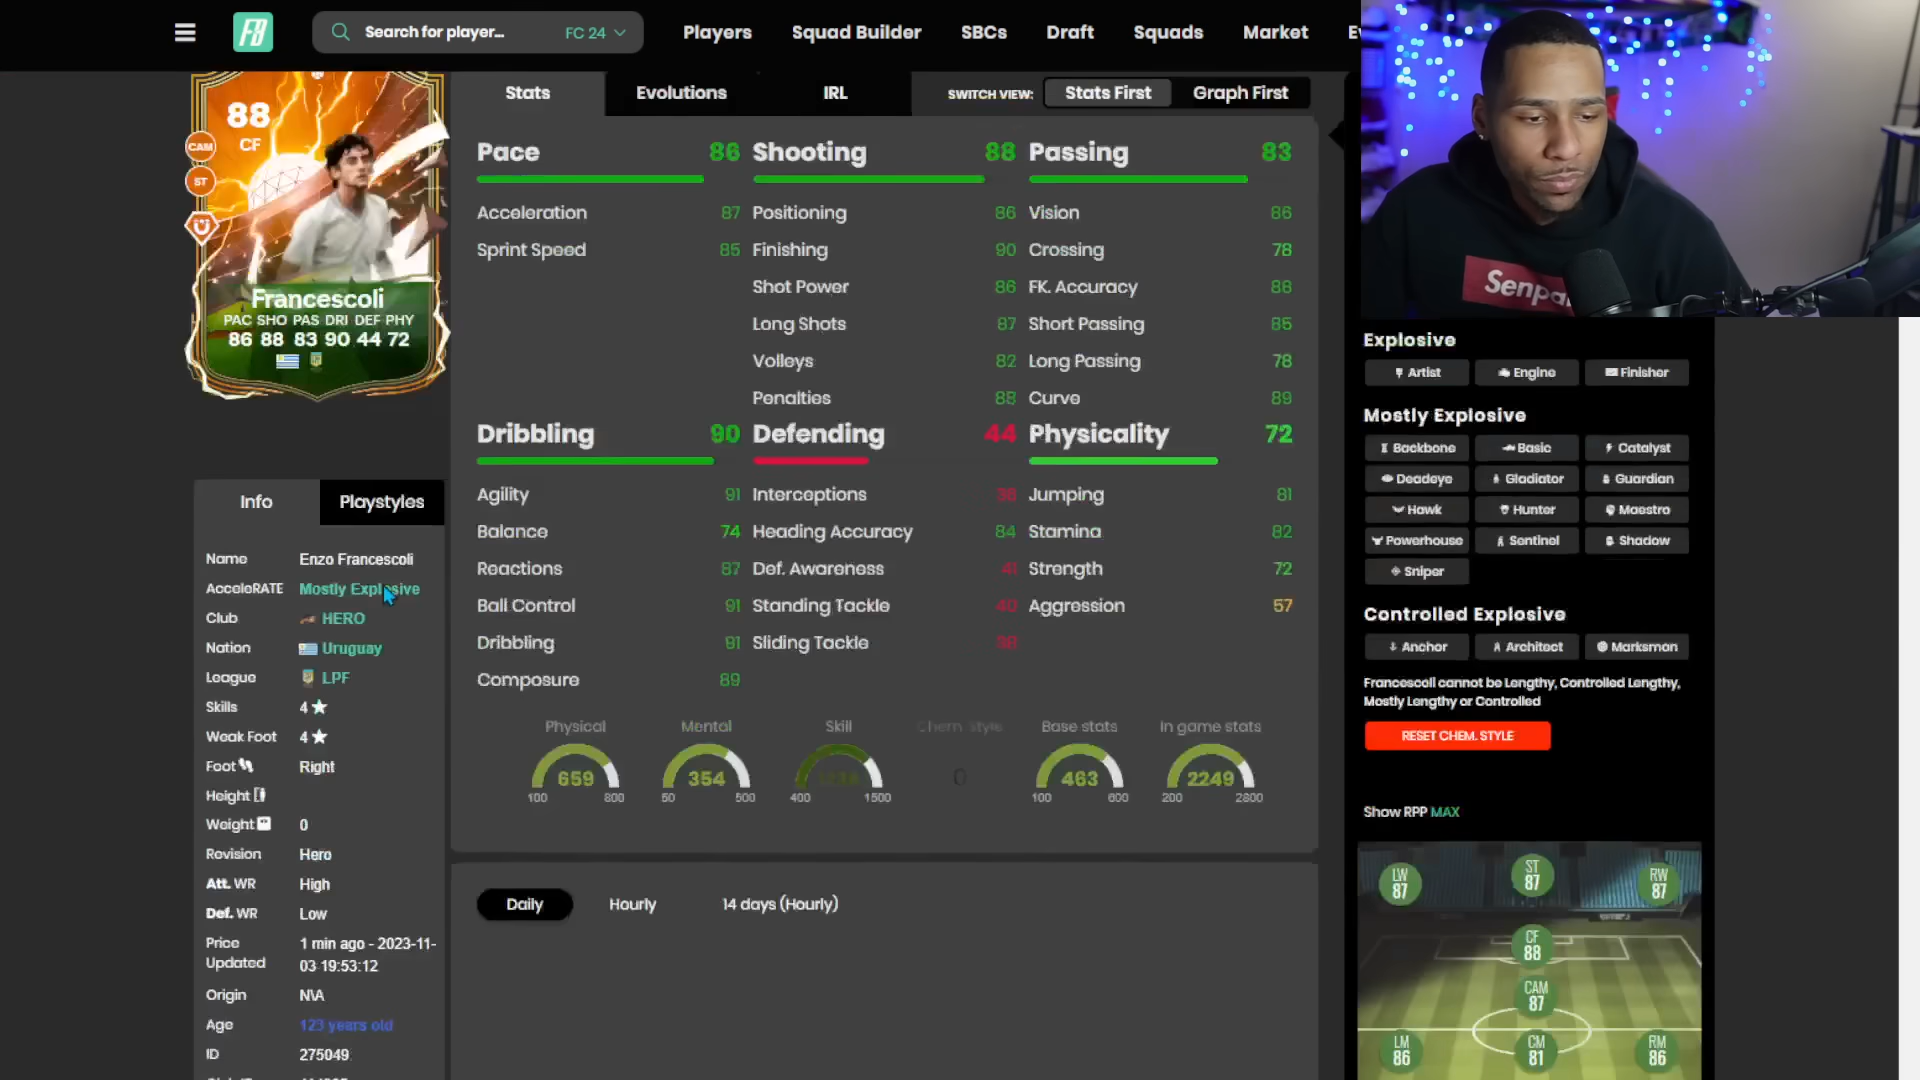 FB
Search for player...
FC 24
Players
Squad Builder
SBCs
Draft
Squads
Market
88
CF
CAM
ST
Francescoli
PAC SHO PAS DRI DEF PHY
86 88 83 90 44 72
Stats
Evolutions
IRL
SWITCH VIEW:
Stats First
Graph First
Pace 86
Acceleration 87
Sprint Speed 85
Shooting 88
Positioning 86
Finishing 90
Shot Power 86
Long Shots 87
Volleys 82
Penalties 88
Passing 83
Vision 86
Crossing 78
FK. Accuracy 86
Short Passing 85
Long Passing 78
Curve 89
Dribbling 90
Agility 91
Balance 74
Reactions 87
Ball Control 91
Dribbling 91
Composure 89
Defending 44
Interceptions
Heading Accuracy 84
Def. Awareness 41
Standing Tackle 40
Sliding Tackle
Physicality 72
Jumping 81
Stamina 82
Strength 72
Aggression 57
Physical
659
100 800
Mental
354
50 500
Skill
400 1500
Chem. Style
0
Base stats
463
100 600
In game stats
2249
200 2800
Info
Playstyles
Name Enzo Francescoli
AcceleRATE Mostly Explosive
Club HERO
Nation Uruguay
League LPF
Skills 4
Weak Foot 4
Foot Right
Height
Weight 0
Revision Hero
Att. WR High
Def. WR Low
Price Updated 1 min ago - 2023-11-
03 19:53:12
Origin N\A
Age 123 years old
ID 275049
Daily
Hourly
14 days (Hourly)
Senpa
Explosive
Artist
Engine
Finisher
Mostly Explosive
Backbone
Basic
Catalyst
Deadeye
Gladiator
Guardian
Hawk
Hunter
Maestro
Powerhouse
Sentinel
Shadow
Sniper
Controlled Explosive
Anchor
Architect
Marksman
Francescoli cannot be Lengthy, Controlled Lengthy,
Mostly Lengthy or Controlled
RESET CHEM. STYLE
Show RPP MAX
LW
87
ST
87
RW
87
CF
88
CAM
87
LM
86
CM
81
RM
86